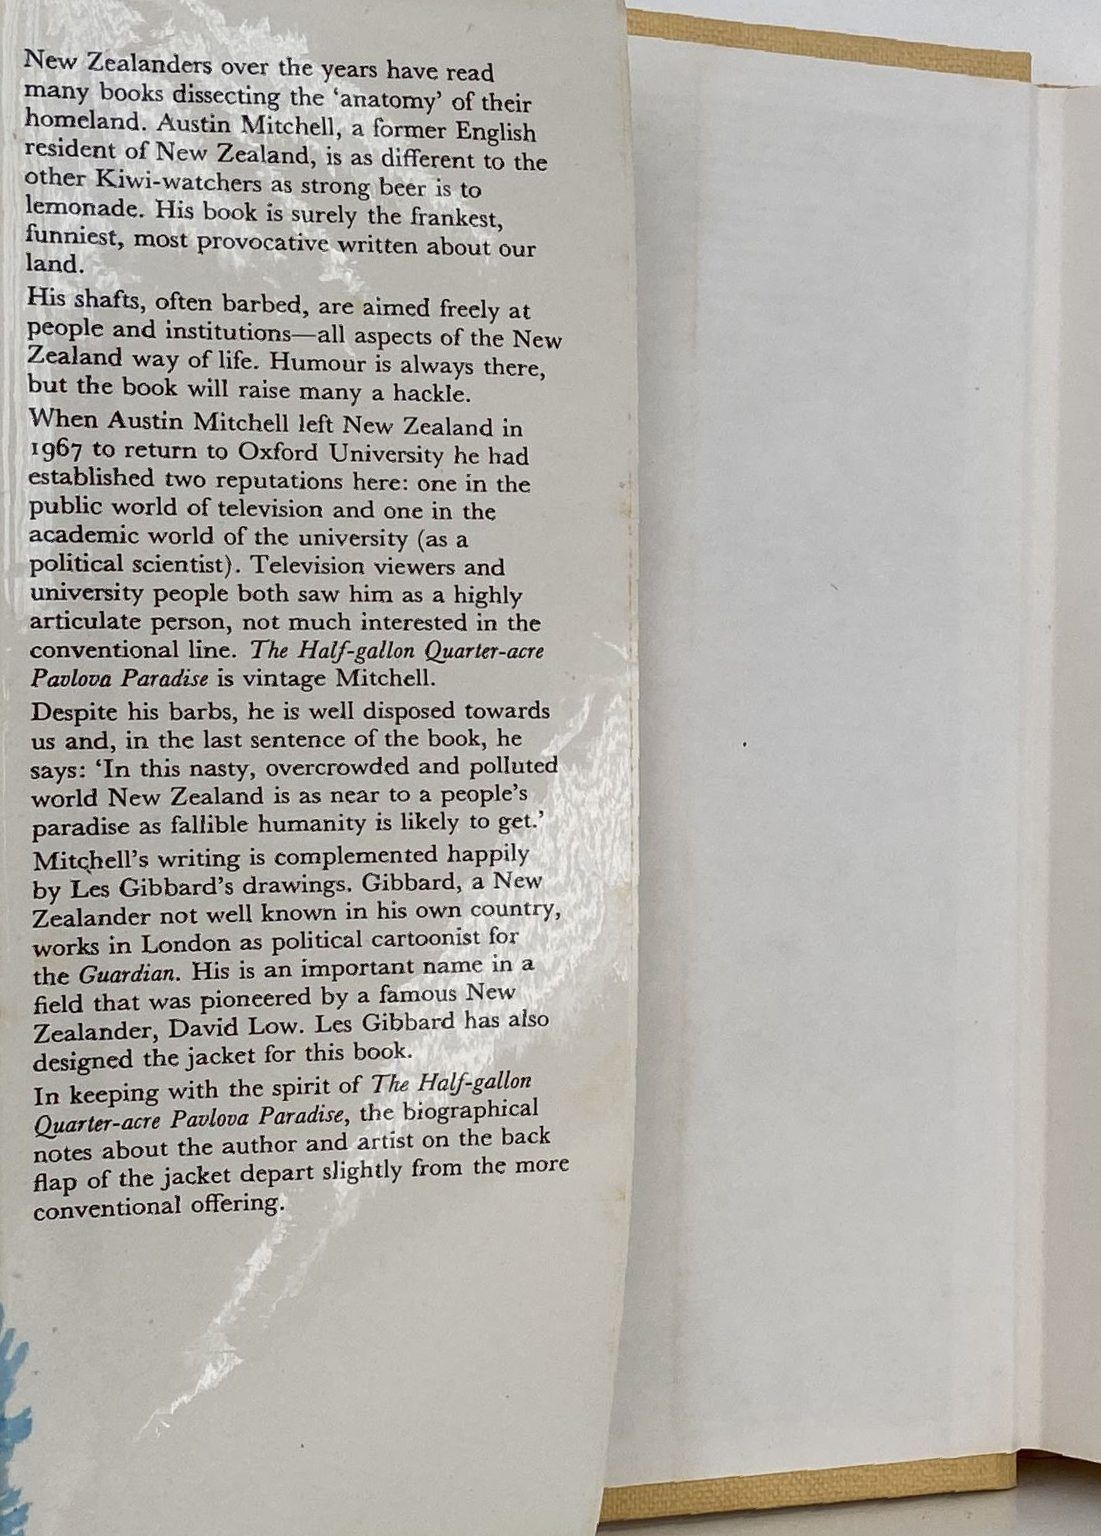 New Zealanders over the years have read
many books dissecting the ‘anatomy’ of their
homeland. Austin Mitchell, a former English
resident of New Zealand, is as different to the
other Kiwi-watchers as strong beer is to
lemonade. His book is surely the frankest,
funniest, most provocative written about our
land.
His shafts, often barbed, are aimed freely at
people and institutions—all aspects of the New
Zealand way of life. Humour is always there,
but the book will raise many a hackle.
When Austin Mitchell left New Zealand in
1967 to return to Oxford University he had
established two reputations here: one in the
public world of television and one in the
academic world of the university (as a
political scientist). Television viewers and
university people both saw him as a highly
articulate person, not much interested in the
conventional line. The Half-gallon Quarter-acre
Pavlova Paradise is vintage Mitchell.
Despite his barbs, he is well disposed towards
us and, in the last sentence of the book, he
says: ‘In this nasty, overcrowded and polluted
world New Zealand is as near to a people’s
paradise as fallible humanity is likely to get.’
Mitchell’s writing is complemented happily
by Les Gibbard’s drawings. Gibbard, a New
Zealander not well known in his own country,
works in London as political cartoonist for
the Guardian. His is an important name in a
field that was pioneered by a famous New
Zealander, David Low. Les Gibbard has also
designed the jacket for this book.
In keeping with the spirit of The Half-gallon
Quarter-acre Pavlova Paradise, the biographical
notes about the author and artist on the back
flap of the jacket depart slightly from the more
conventional offering.